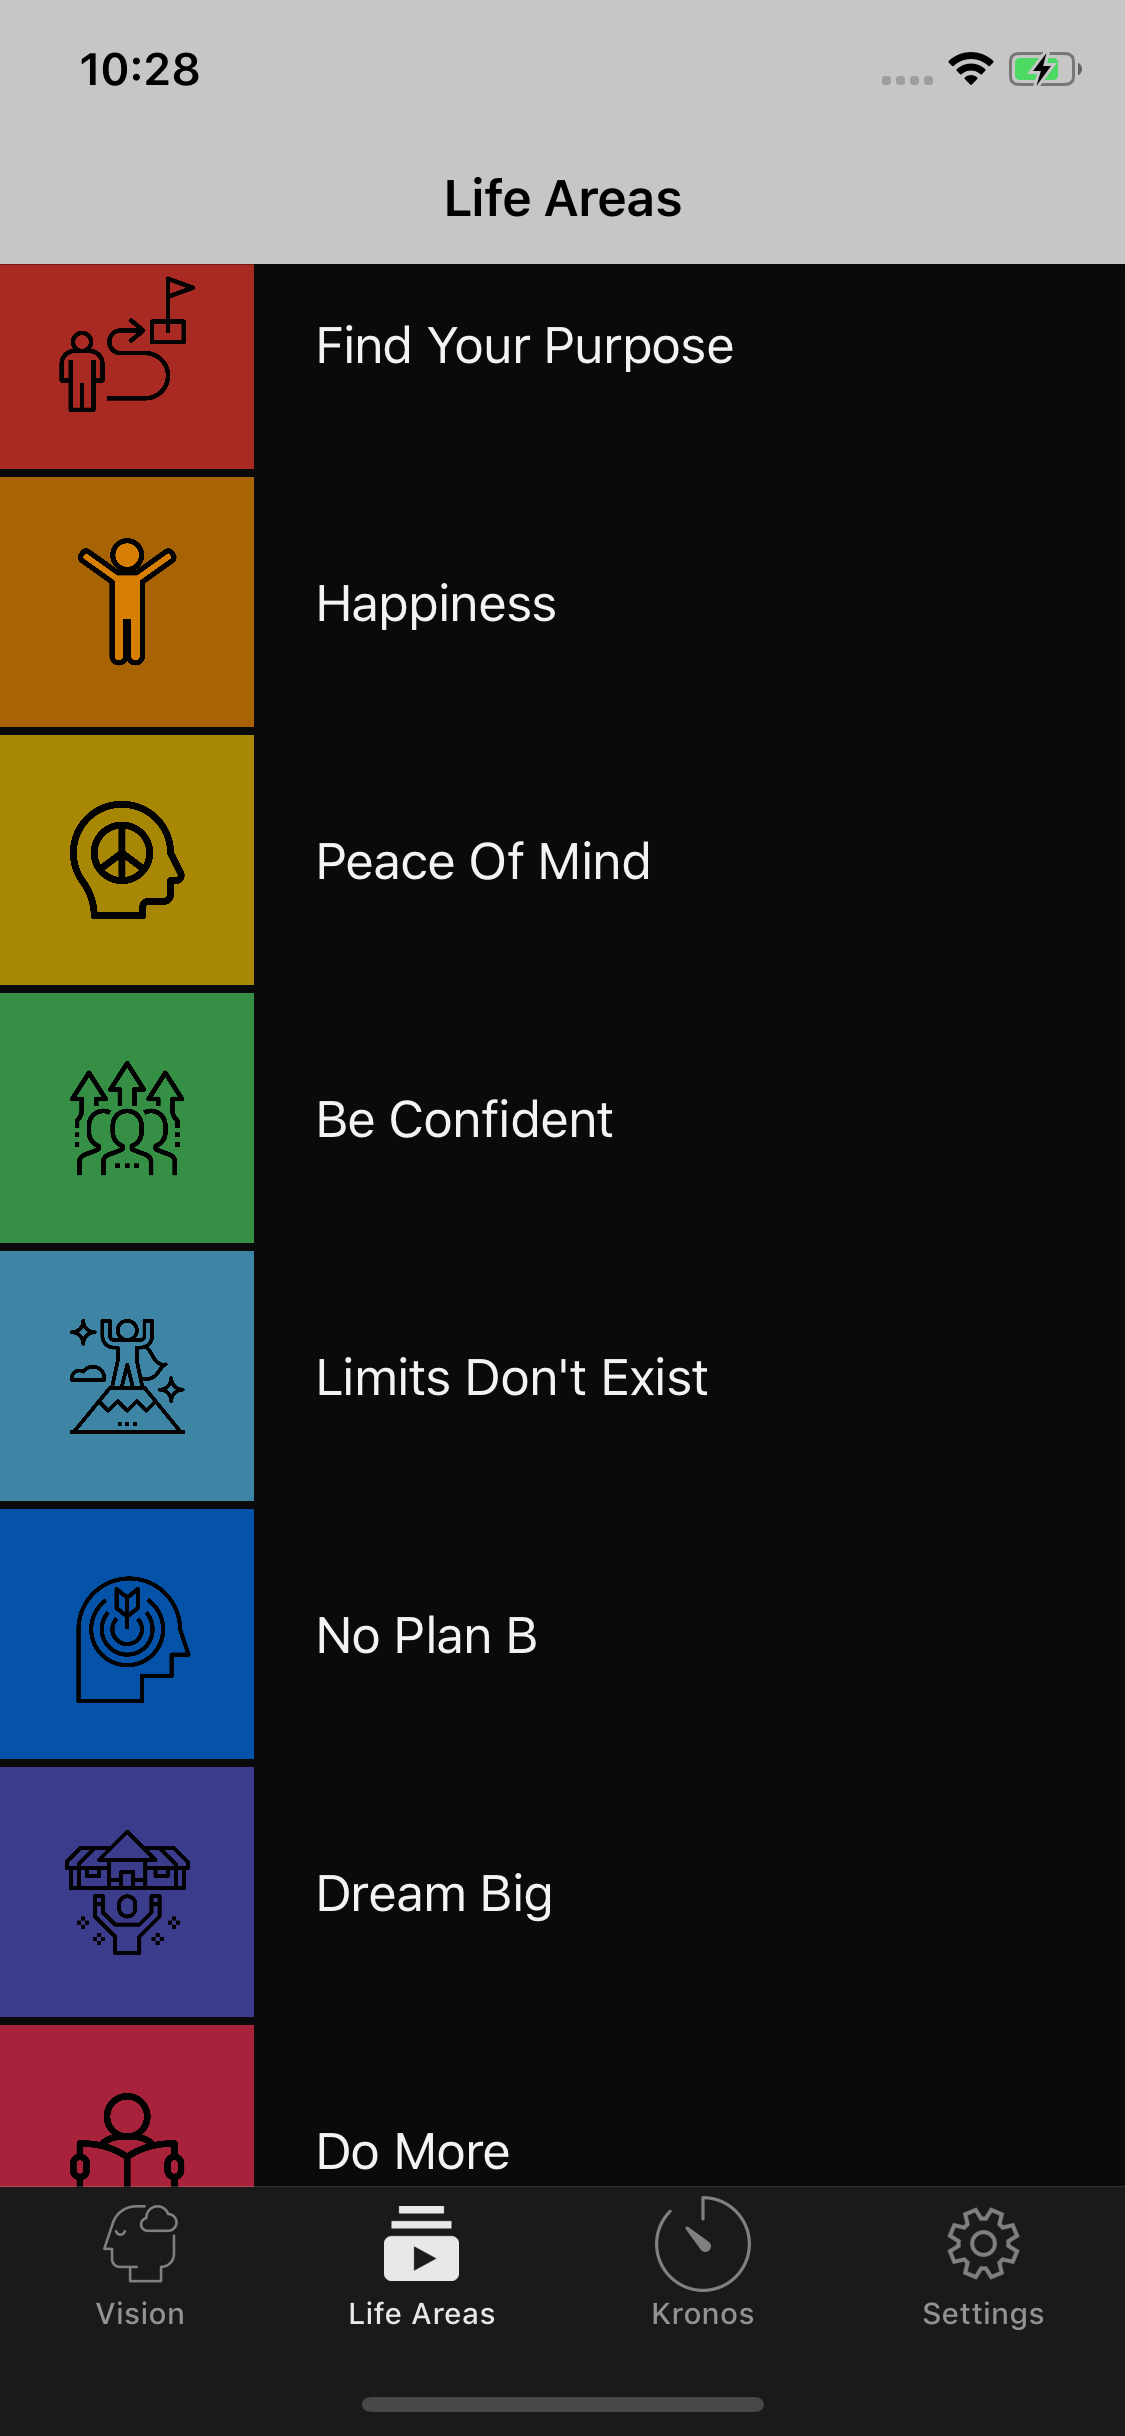 10:28
Life Areas
Find Your Purpose
Happiness
Peace Of Mind
Be Confident
Limits Don't Exist
No Plan B
Dream Big
Do More
Vision
Life Areas
Kronos
Settings